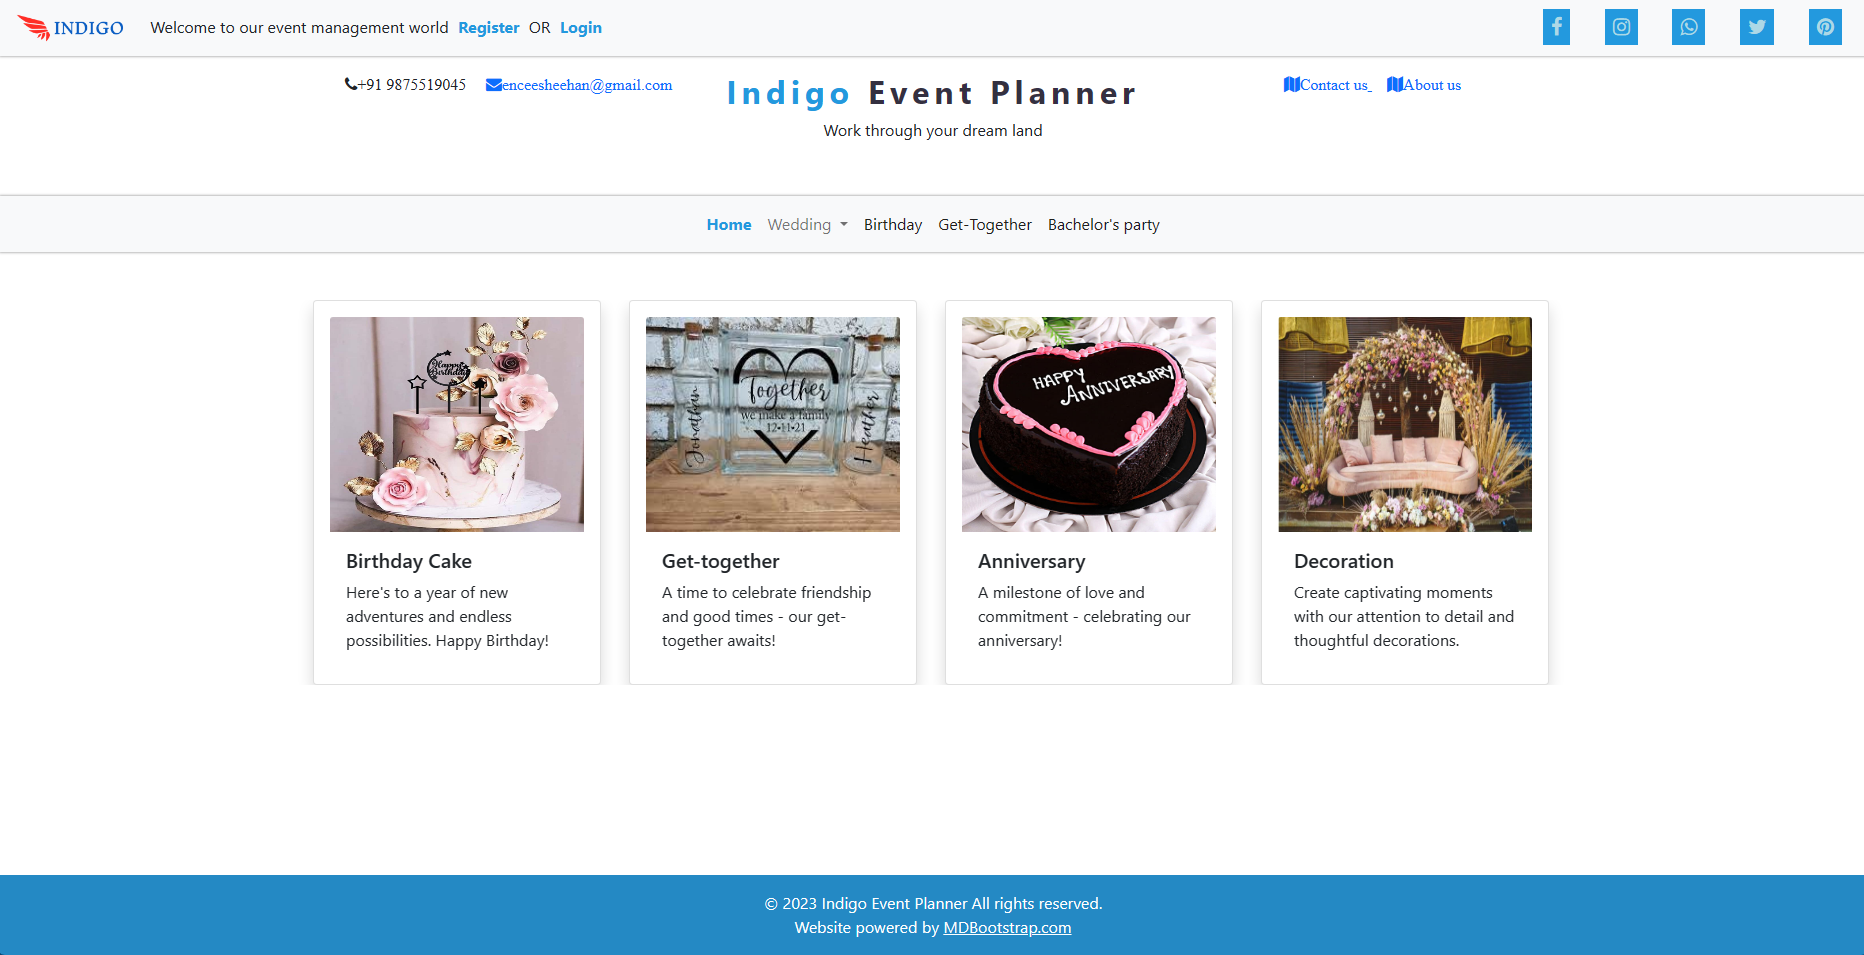 INDIGO Welcome to our event management world Register OR Login
+91 9875519045 enceesheehan@gmail.com
Indigo Event Planner
Work through your dream land
Contact us About us
Home Wedding Birthday Get-Together Bachelor's party
Happy
Birthday
Together
we make a family
12•11•21
Jonathan
Heather
HAPPY
ANNIVERSARY
Birthday Cake
Here's to a year of new
adventures and endless
possibilities. Happy Birthday!
Get-together
A time to celebrate friendship
and good times - our get-
together awaits!
Anniversary
A milestone of love and
commitment - celebrating our
anniversary!
Decoration
Create captivating moments
with our attention to detail and
thoughtful decorations.
© 2023 Indigo Event Planner All rights reserved.
Website powered by MDBootstrap.com